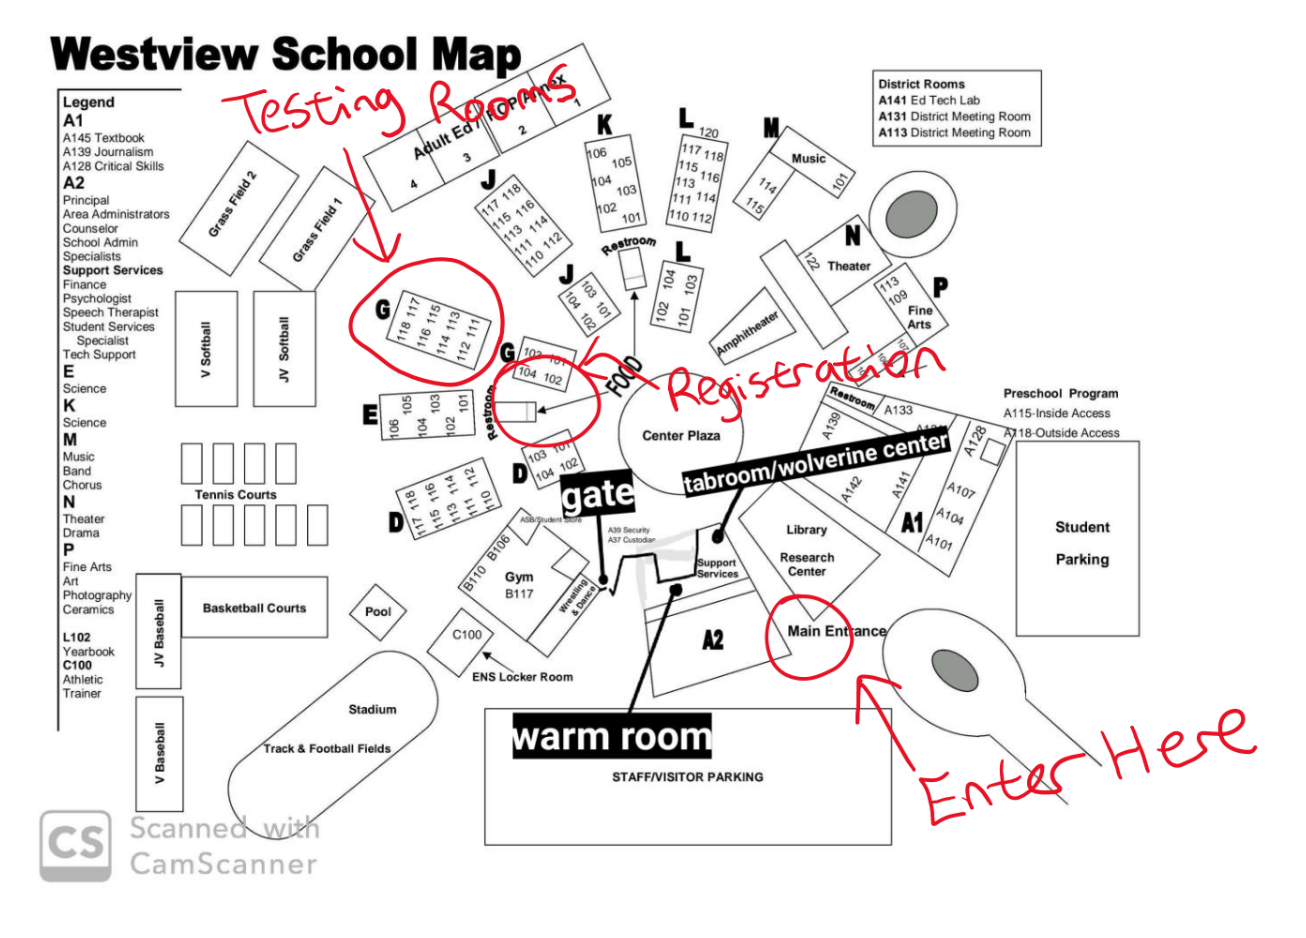 Westview School Map
Testing Rooms
Legend
A1
A145 Textbook
A139 Journalism
A128 Critical Skills
A2
Principal
Area Administrators
Counselor
School Admin
Specialists
Support Services
Finance
Psychologist
Speech Therapist
Student Services
Specialist
Tech Support
E
Science
K
Science
M
Music
Band
Chorus
N
Theater
Drama
P
Fine Arts
Art
Photography
Ceramics
L102
Yearbook
C100
Athletic
Trainer
District Rooms
A141 Ed Tech Lab
A131 District Meeting Room
A113 District Meeting Room
Adult Ed / ROP Annex
4
3
2
1
Grass Field 2
Grass Field 1
V Softball
JV Softball
Tennis Courts
Basketball Courts
JV Baseball
V Baseball
Pool
Stadium
Track & Football Fields
K
106
105
104
103
102
101
L
120
117 118
115 116
113
111 114
110 112
M
Music
114
115
101
J
117 118
115 116
113 114
111 112
110
J
103
104 101
102
Restroom
L
104 103
102 101
N
122
Theater
P
113
109
Fine
Arts
Amphitheater
G
118 117
116 115
114 113
112 111
G
103 101
104 102
FOOD
Registration
E
106 105
104 103
102 101
Restroom
D
103 101
104 102
D
117 118
115 116
113 114
111 112
110
Center Plaza
gate
tabroom/wolverine center
ASB/Student Store
A39 Security
A37 Custodian
Gym
B117
B106
B110
Wrestling
& Dance
C100
ENS Locker Room
Support
Services
A2
Library
Research
Center
Restroom
A133
A139
A142
A141
A1
A128
A107
A104
A101
Preschool Program
A115-Inside Access
A118-Outside Access
Student
Parking
Main Entrance
Enter Here
warm room
STAFF/VISITOR PARKING
CS
Scanned with
CamScanner